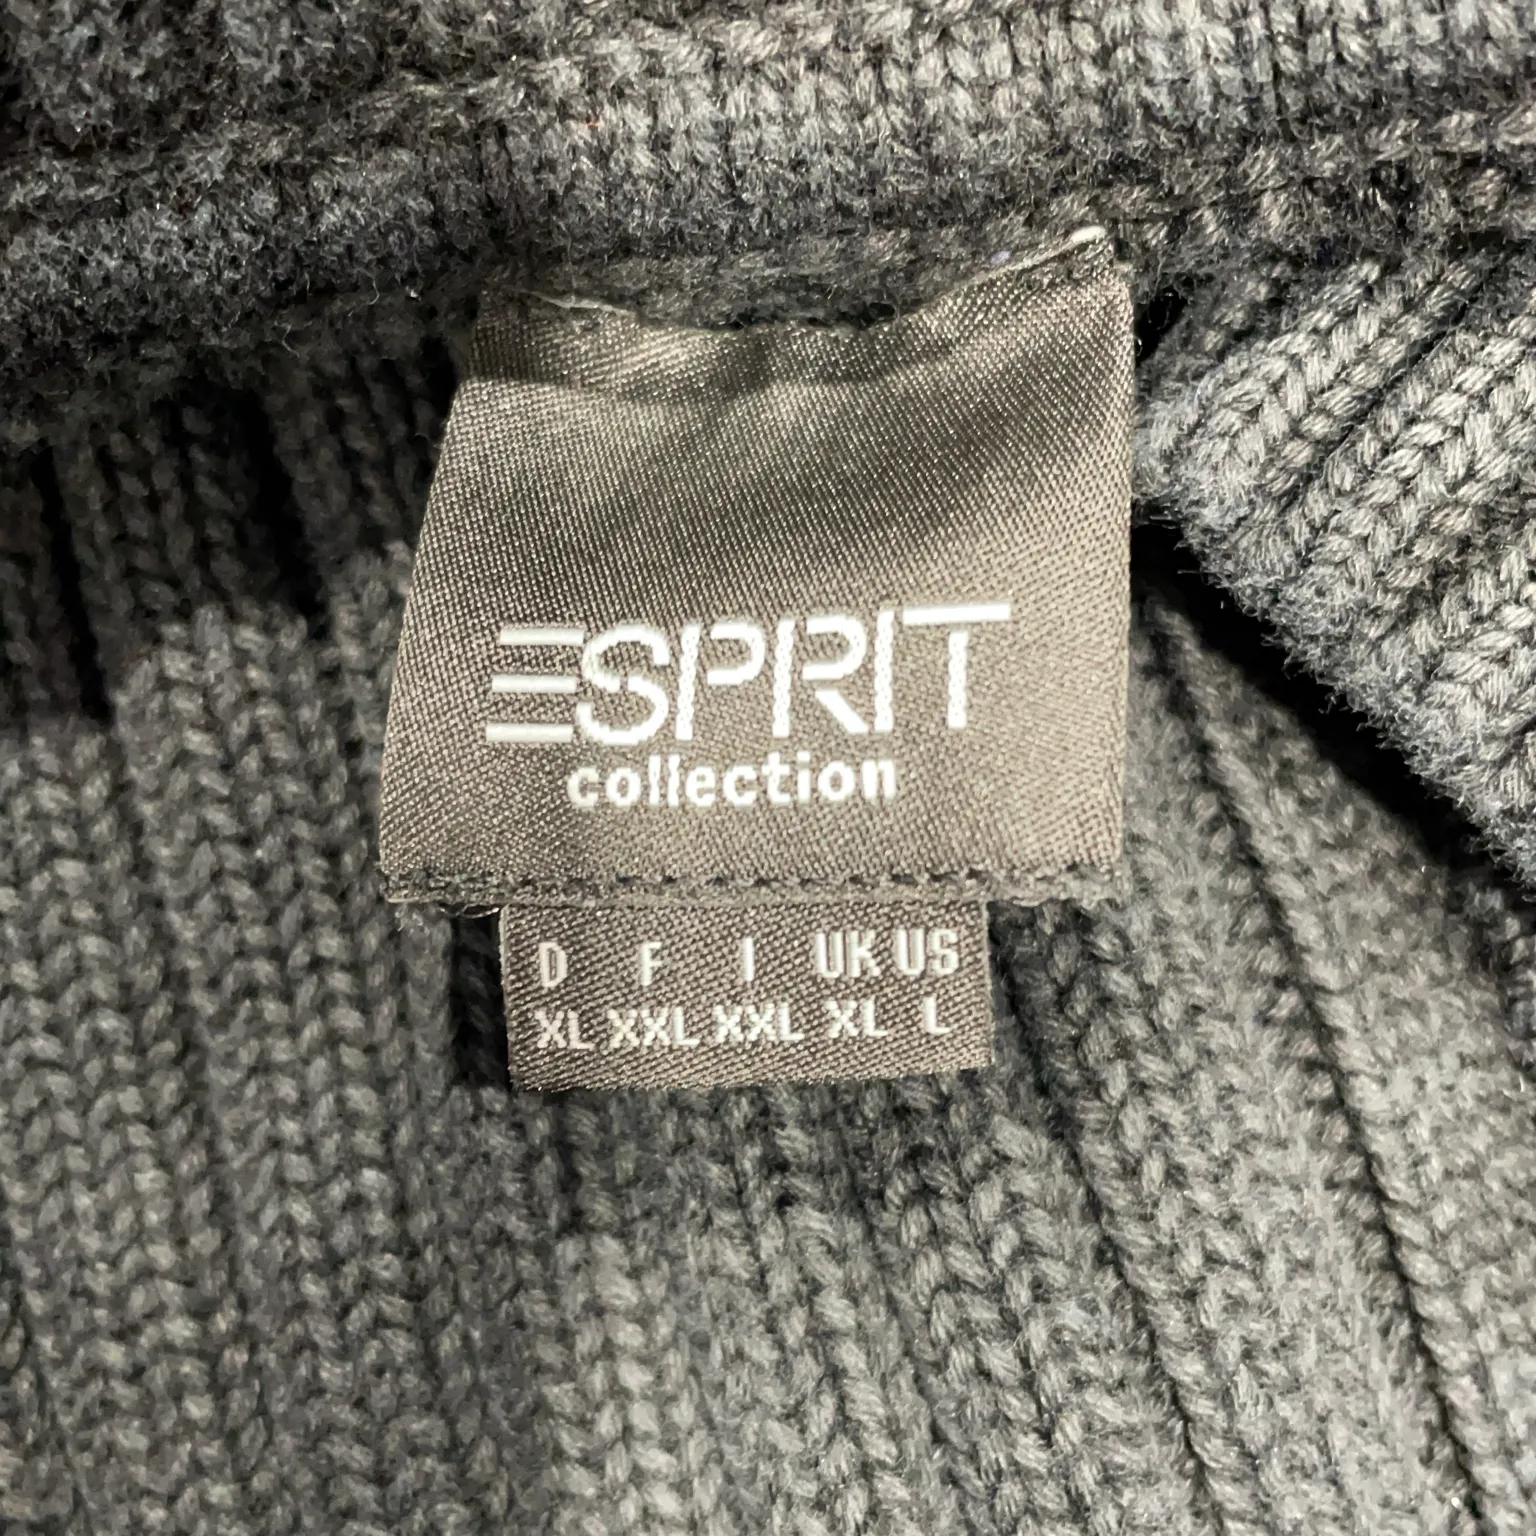 ESPRIT
collection
D F I UK US
XL XXL XXL XL L